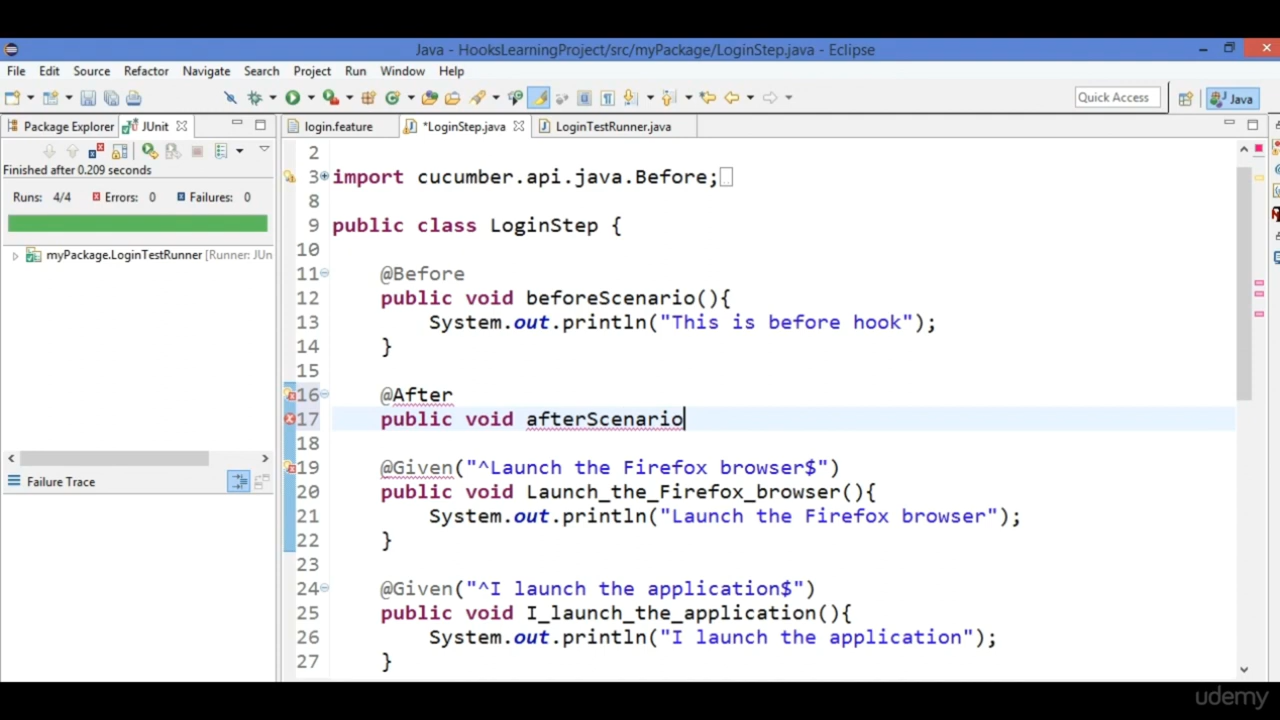 Java - HooksLearningProject/src/myPackage/LoginStep.java - Eclipse
File Edit Source Refactor Navigate Search Project Run Window Help
Quick Access Java
Package Explorer JUnit login.feature *LoginStep.java LoginTestRunner.java
Finished after 0.209 seconds
Runs: 4/4 Errors: 0 Failures: 0
myPackage.LoginTestRunner [Runner: JUn
Failure Trace
2
3 import cucumber.api.java.Before;
8
9 public class LoginStep {
10
11 @Before
12 public void beforeScenario(){
13 System.out.println("This is before hook");
14 }
15
16 @After
17 public void afterScenario
18
19 @Given("^Launch the Firefox browser$")
20 public void Launch_the_Firefox_browser(){
21 System.out.println("Launch the Firefox browser");
22 }
23
24 @Given("^I launch the application$")
25 public void I_launch_the_application(){
26 System.out.println("I launch the application");
27 }
udemy